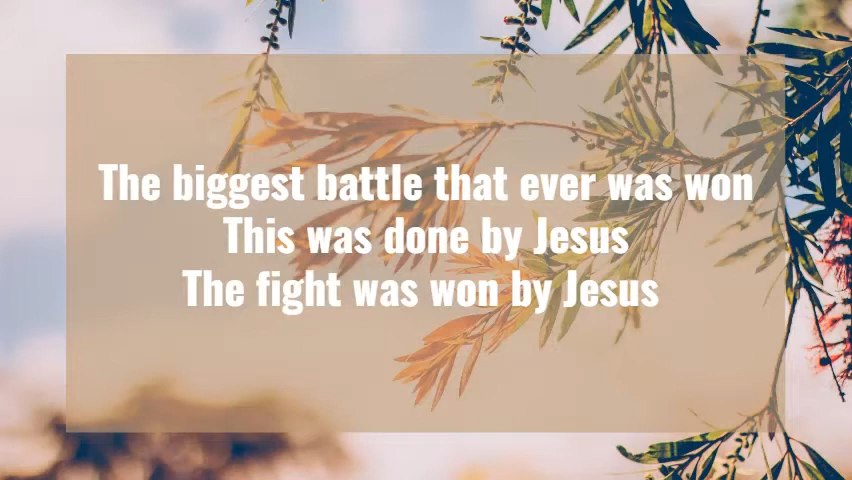 The biggest battle that ever was won
This was done by Jesus
The fight was won by Jesus